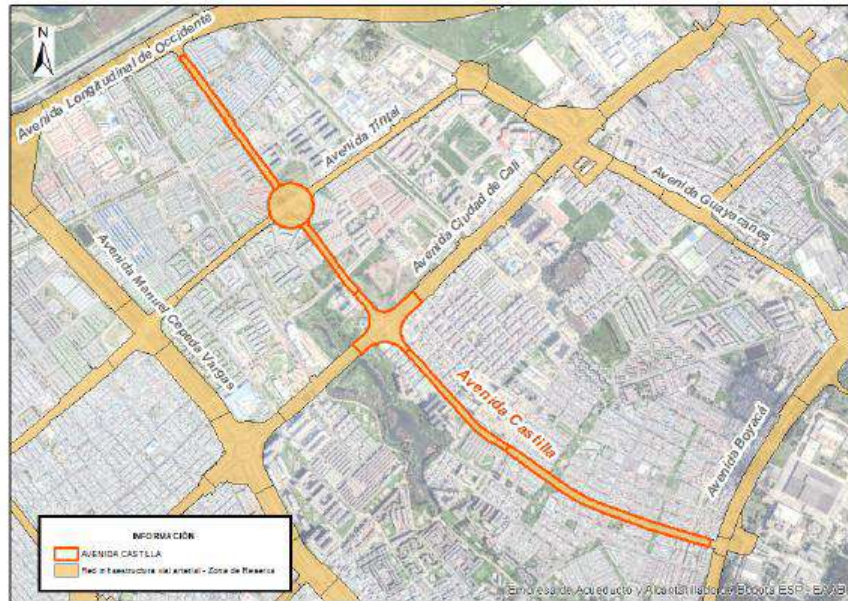 N
Avenida Longitudinal de Occidente
Avenida Tintal
Avenida Ciudad de Cali
Avenida Guayacanes
Avenida Manuel Cepeda Vargas
Avenida Castilla
Avenida Boyacá
INFORMACIÓN
AVENIDA CASTILLA
Red infraestructura vial arterial - Zona de Reserva
Empresa de Acueducto y Alcantarillado de Bogotá ESP - EAAB